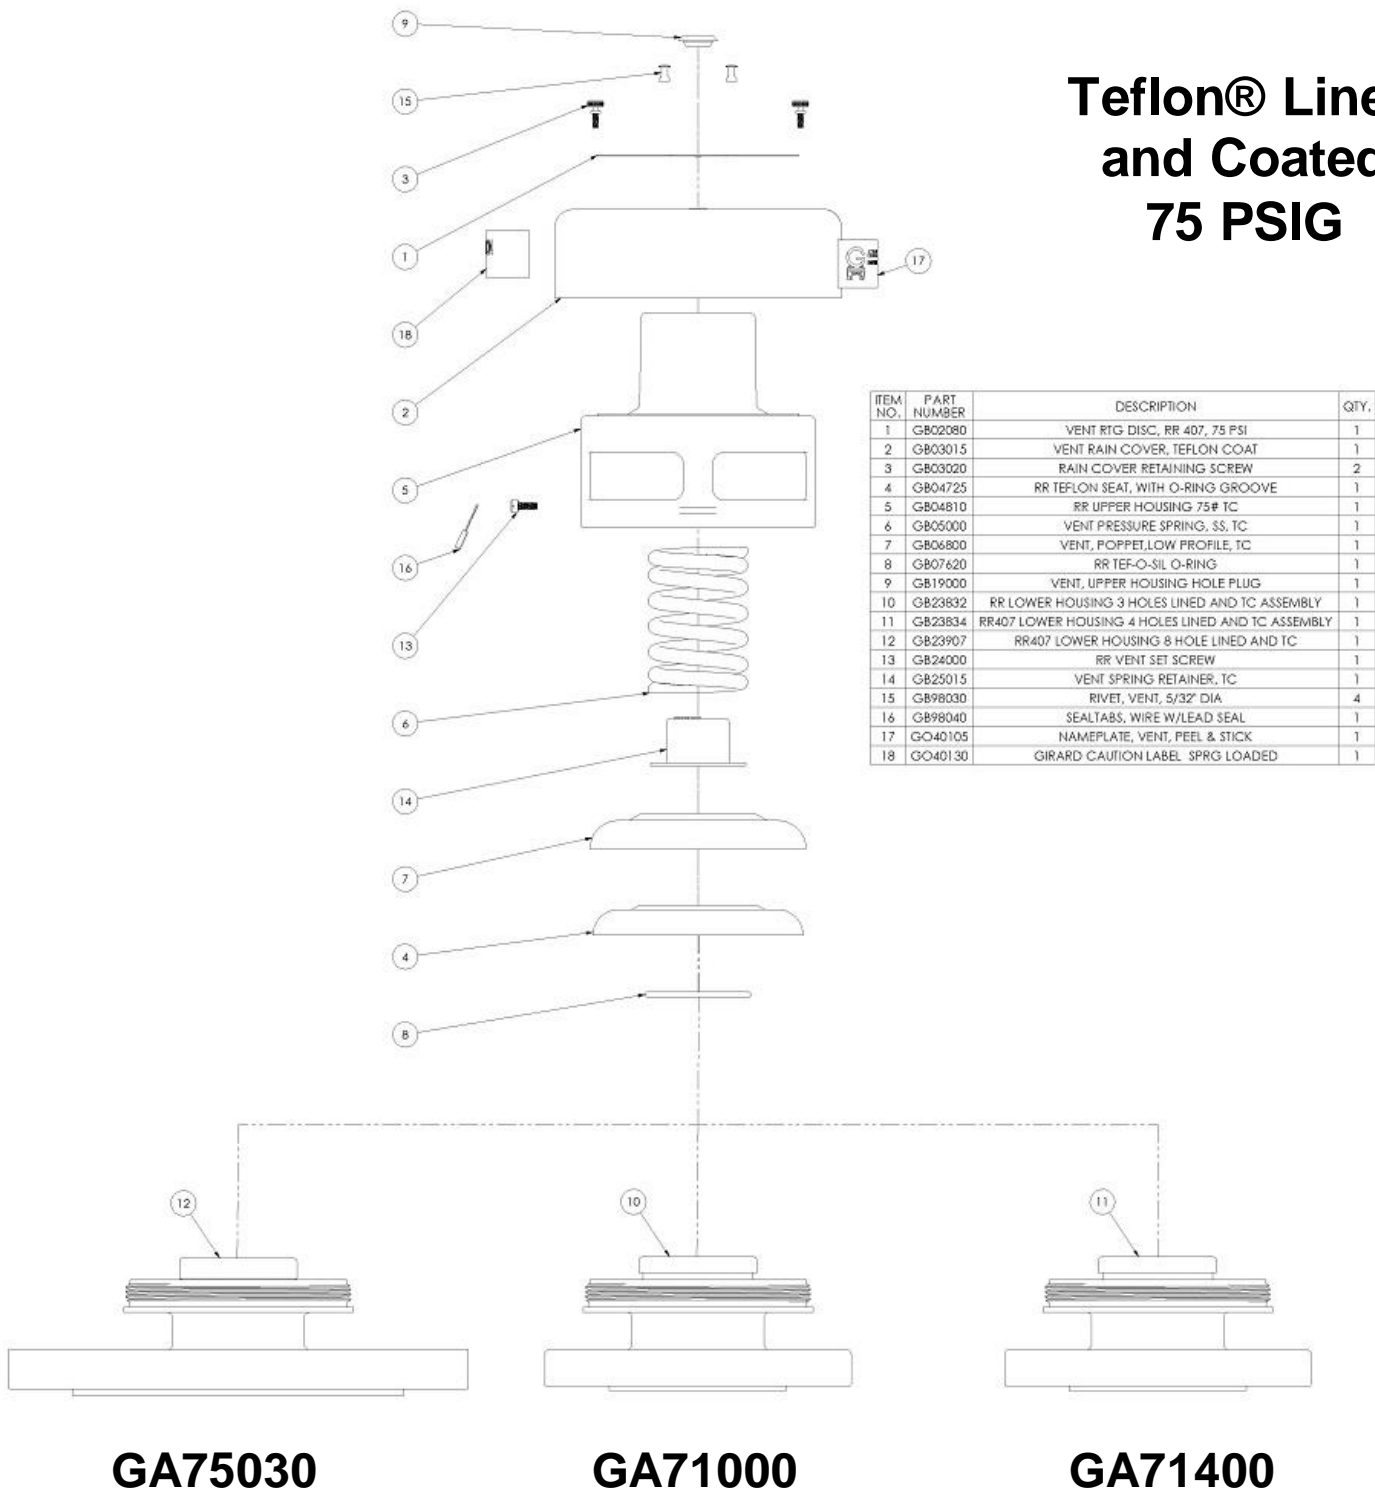 9
15
3
1
18
2
5
16
13
6
14
7
4
8
17
Teflon® Line
and Coated
75 PSIG
ITEM NO. PART NUMBER DESCRIPTION QTY.
1 GB02080 VENT RTG DISC, RR 407, 75 PSI 1
2 GB03015 VENT RAIN COVER, TEFLON COAT 1
3 GB03020 RAIN COVER RETAINING SCREW 2
4 GB04725 RR TEFLON SEAT, WITH O-RING GROOVE 1
5 GB04810 RR UPPER HOUSING 75# TC 1
6 GB05000 VENT PRESSURE SPRING, SS, TC 1
7 GB06800 VENT, POPPET,LOW PROFILE, TC 1
8 GB07620 RR TEF-O-SIL O-RING 1
9 GB19000 VENT, UPPER HOUSING HOLE PLUG 1
10 GB23832 RR LOWER HOUSING 3 HOLES LINED AND TC ASSEMBLY 1
11 GB23834 RR407 LOWER HOUSING 4 HOLES LINED AND TC ASSEMBLY 1
12 GB23907 RR407 LOWER HOUSING 8 HOLE LINED AND TC 1
13 GB24000 RR VENT SET SCREW 1
14 GB25015 VENT SPRING RETAINER, TC 1
15 GB98030 RIVET, VENT, 5/32" DIA 4
16 GB98040 SEALTABS, WIRE W/LEAD SEAL 1
17 GO40105 NAMEPLATE, VENT, PEEL & STICK 1
18 GO40130 GIRARD CAUTION LABEL SPRG LOADED 1
12
10
11
GA75030
GA71000
GA71400